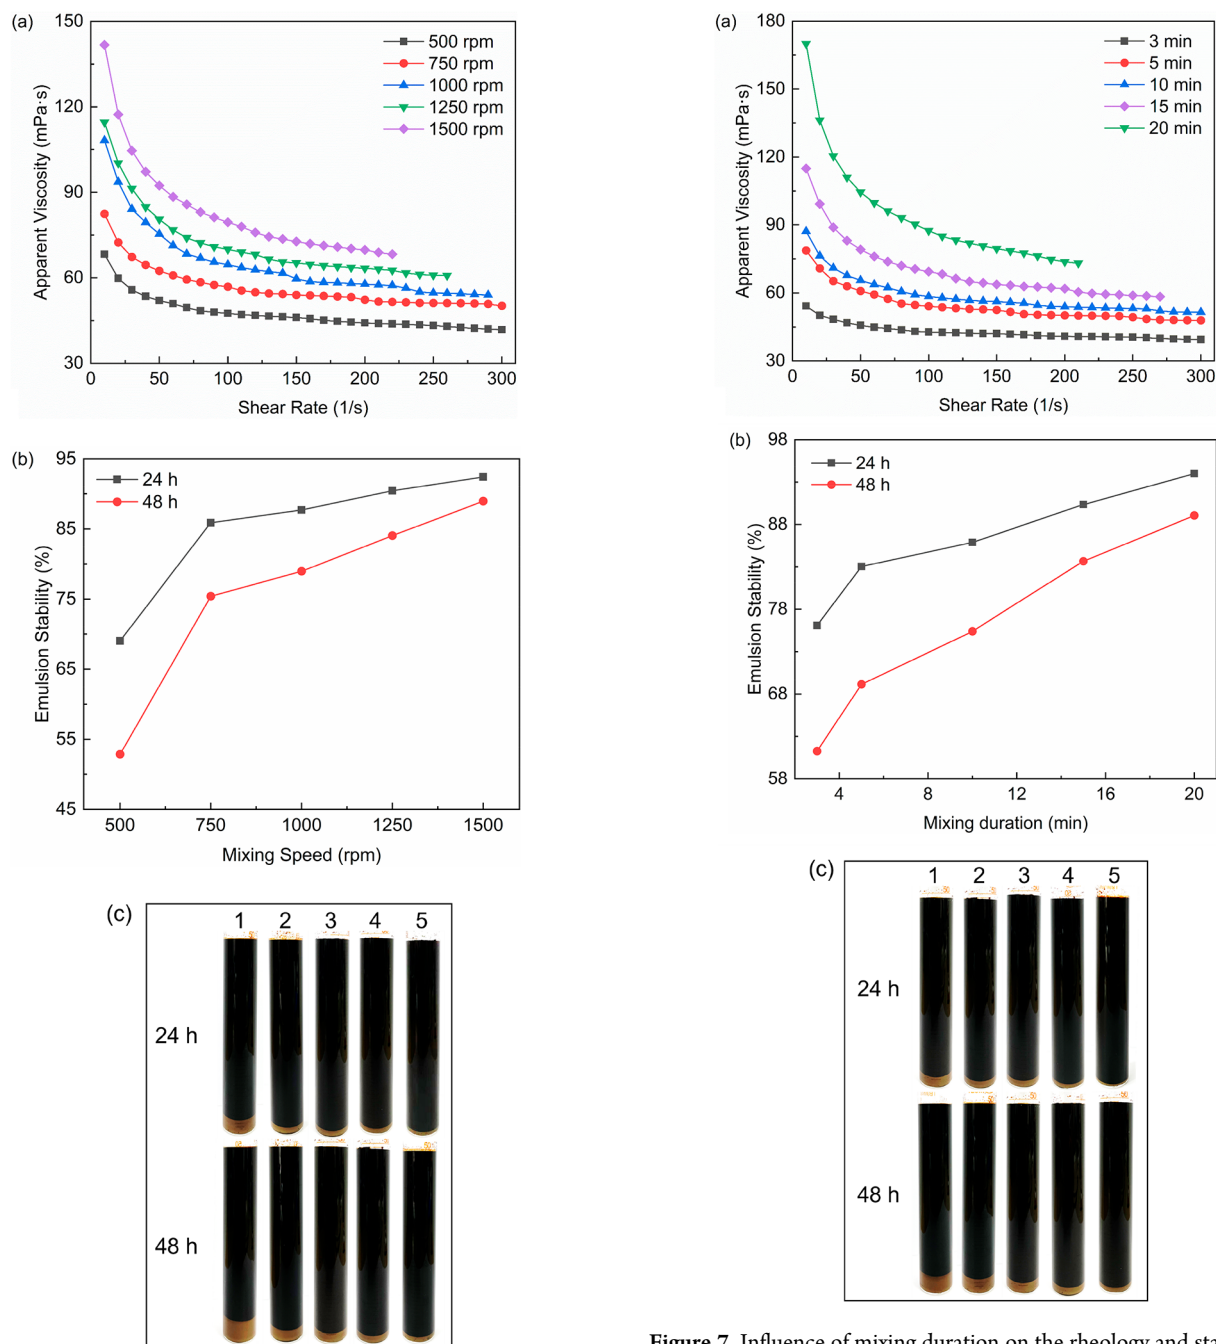 (a)
150
120
90
60
30
Apparent Viscosity (mPa·s)
500 rpm
750 rpm
1000 rpm
1250 rpm
1500 rpm
0 50 100 150 200 250 300
Shear Rate (1/s)
(b)
95
85
75
65
55
45
Emulsion Stability (%)
24 h
48 h
500 750 1000 1250 1500
Mixing Speed (rpm)
(c)
1 2 3 4 5
24 h
48 h
(a)
180
150
120
90
60
30
Apparent Viscosity (mPa·s)
3 min
5 min
10 min
15 min
20 min
0 50 100 150 200 250 300
Shear Rate (1/s)
(b)
98
88
78
68
58
Emulsion Stability (%)
24 h
48 h
4 8 12 16 20
Mixing duration (min)
(c)
1 2 3 4 5
24 h
48 h
Figure 7. Influence of mixing duration on the rheology and sta